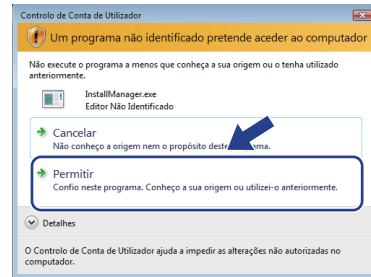 Controlo de Conta de Utilizador
Um programa não identificado pretende aceder ao computador
Não execute o programa a menos que conheça a sua origem ou o tenha utilizado
anteriormente.
InstallManager.exe
Editor Não Identificado
Cancelar
Não conheço a origem nem o propósito deste
Permitir
Confio neste programa. Conheço a sua origem ou utilizei-o anteriormente.
Detalhes
O Controlo de Conta de Utilizador ajuda a impedir as alterações não autorizadas no
computador.